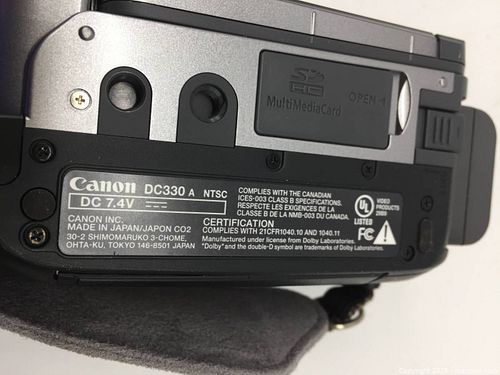 SD
HC
MultiMediaCard
OPEN
Canon DC330 A NTSC
DC 7.4V
CANON INC.
MADE IN JAPAN/JAPON CO2
30-2 SHIMOMARUKO 3-CHOME,
OHTA-KU, TOKYO 146-8501 JAPAN
COMPLIES WITH THE CANADIAN
ICES-003 CLASS B SPECIFICATIONS.
RESPECTE LES EXIGENCES DE LA
CLASSE B DE LA NMB-003 DU CANADA.
CERTIFICATION
COMPLIES WITH 21CFR1040.10 AND 1040.11
Manufactured under license from Dolby Laboratories.
"Dolby" and the double-D symbol are trademarks of Dolby Laboratories.
UL
LISTED
VIDEO
PRODUCTS
FC